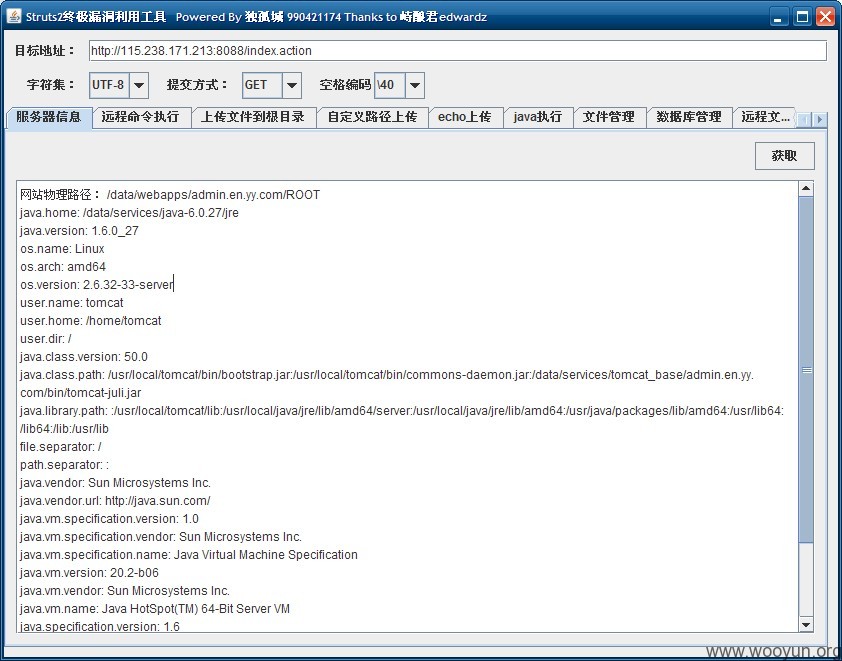 Struts2终极漏洞利用工具 Powered By 独孤城 990421174 Thanks to 峙酿君edwardz
目标地址： http://115.238.171.213:8088/index.action
字符集： UTF-8 提交方式： GET 空格编码 \40
服务器信息 远程命令执行 上传文件到根目录 自定义路径上传 echo上传 java执行 文件管理 数据库管理 远程文...
获取
网站物理路径： /data/webapps/admin.en.yy.com/ROOT
java.home: /data/services/java-6.0.27/jre
java.version: 1.6.0_27
os.name: Linux
os.arch: amd64
os.version: 2.6.32-33-server
user.name: tomcat
user.home: /home/tomcat
user.dir: /
java.class.version: 50.0
java.class.path: /usr/local/tomcat/bin/bootstrap.jar:/usr/local/tomcat/bin/commons-daemon.jar:/data/services/tomcat_base/admin.en.yy.
com/bin/tomcat-juli.jar
java.library.path: :/usr/local/tomcat/lib:/usr/local/java/jre/lib/amd64/server:/usr/local/java/jre/lib/amd64:/usr/java/packages/lib/amd64:/usr/lib64:
/lib64:/lib:/usr/lib
file.separator: /
path.separator: :
java.vendor: Sun Microsystems Inc.
java.vendor.url: http://java.sun.com/
java.vm.specification.version: 1.0
java.vm.specification.vendor: Sun Microsystems Inc.
java.vm.specification.name: Java Virtual Machine Specification
java.vm.version: 20.2-b06
java.vm.vendor: Sun Microsystems Inc.
java.vm.name: Java HotSpot(TM) 64-Bit Server VM
java.specification.version: 1.6
www.wooyun.org